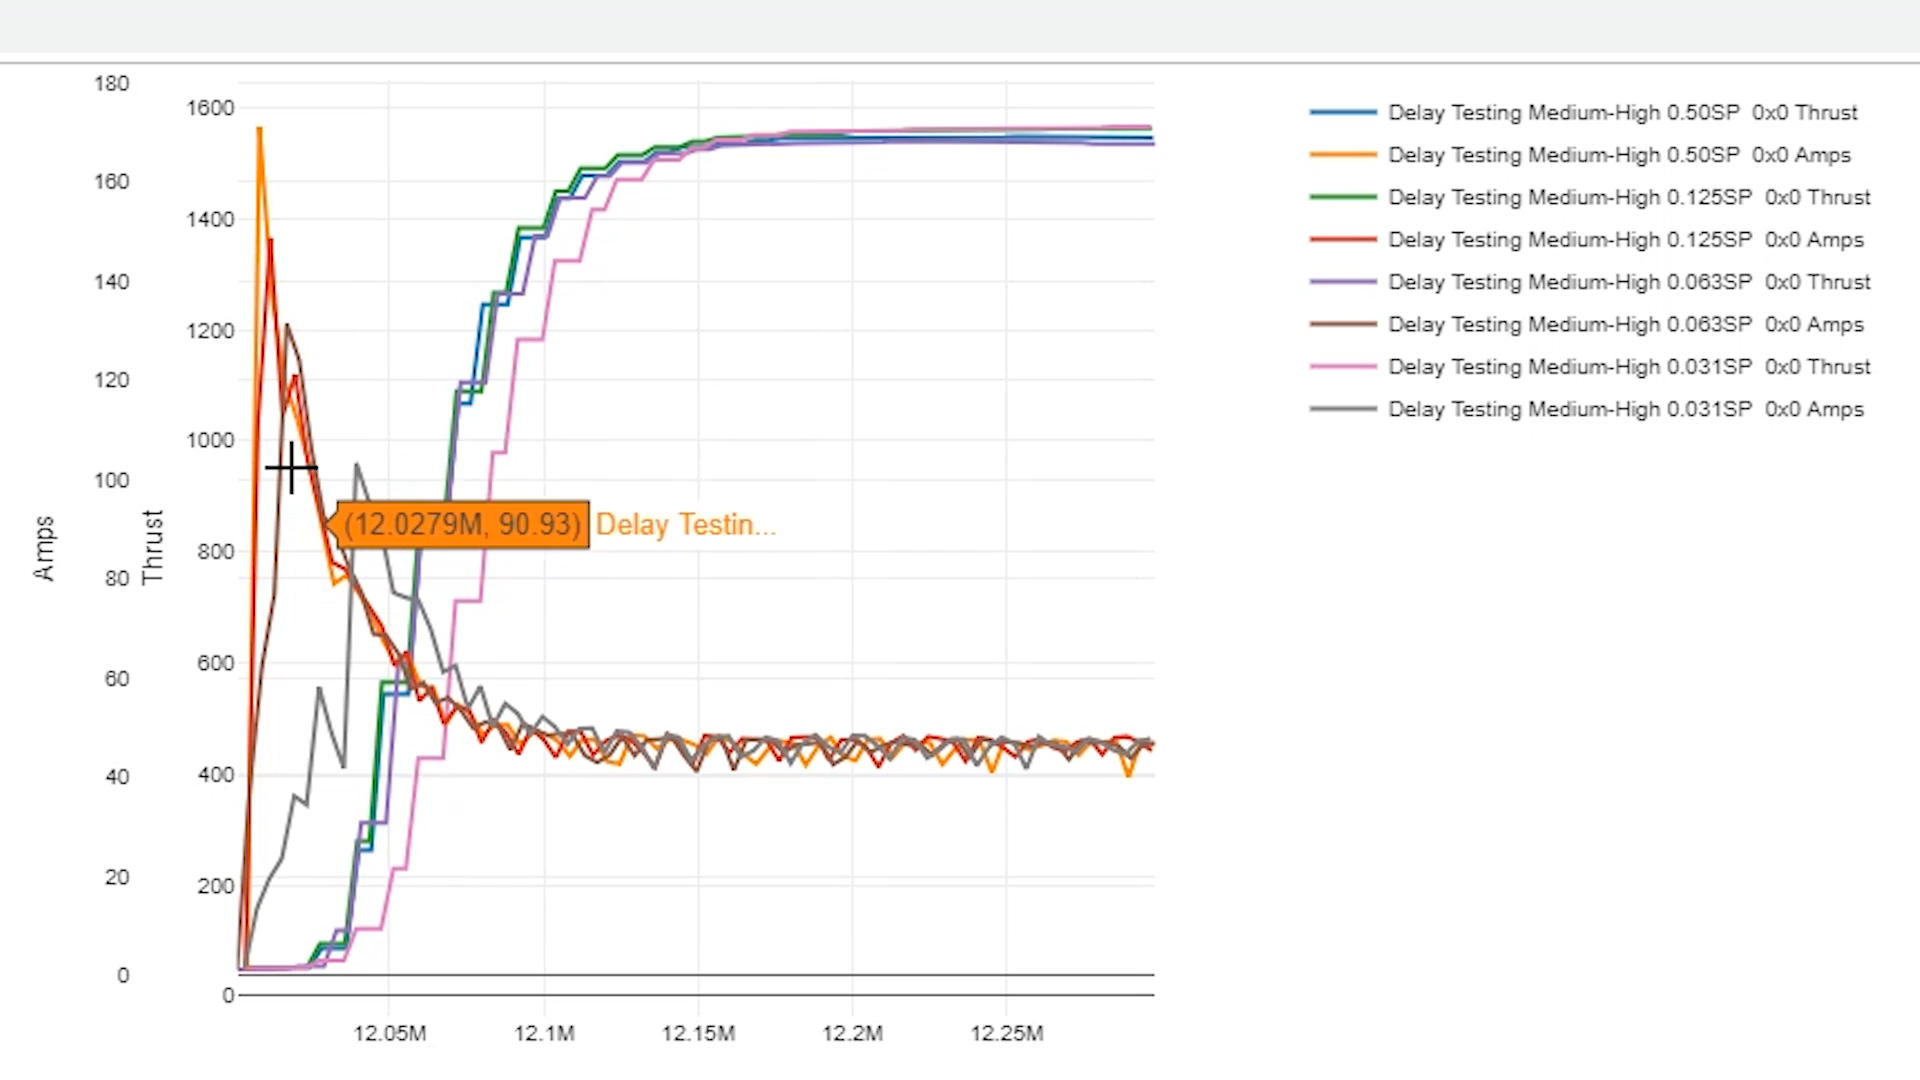 180
160
140
120
100
80
60
40
20
0
Amps
1600
1400
1200
1000
800
600
400
200
0
Thrust
(12.0279M, 90.93) Delay Testin...
12.05M 12.1M 12.15M 12.2M 12.25M
Delay Testing Medium-High 0.50SP 0x0 Thrust
Delay Testing Medium-High 0.50SP 0x0 Amps
Delay Testing Medium-High 0.125SP 0x0 Thrust
Delay Testing Medium-High 0.125SP 0x0 Amps
Delay Testing Medium-High 0.063SP 0x0 Thrust
Delay Testing Medium-High 0.063SP 0x0 Amps
Delay Testing Medium-High 0.031SP 0x0 Thrust
Delay Testing Medium-High 0.031SP 0x0 Amps